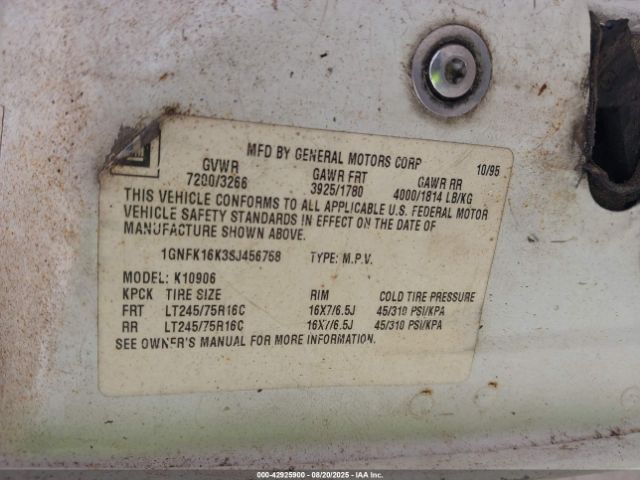 GM
MFD BY GENERAL MOTORS CORP 10/95
GVWR GAWR FRT GAWR RR
7200/3266 3925/1780 4000/1814 LB/KG
THIS VEHICLE CONFORMS TO ALL APPLICABLE U.S. FEDERAL MOTOR
VEHICLE SAFETY STANDARDS IN EFFECT ON THE DATE OF
MANUFACTURE SHOWN ABOVE.
1GNFK16K3SJ456758 TYPE: M.P.V.
MODEL: K10906
KPCK TIRE SIZE RIM COLD TIRE PRESSURE
FRT LT245/75R16C 16X7/6.5J 45/310 PSI/KPA
RR LT245/75R16C 16X7/6.5J 45/310 PSI/KPA
SEE OWNER'S MANUAL FOR MORE INFORMATION.
000-42925900 - 08/20/2025 - IAA Inc.